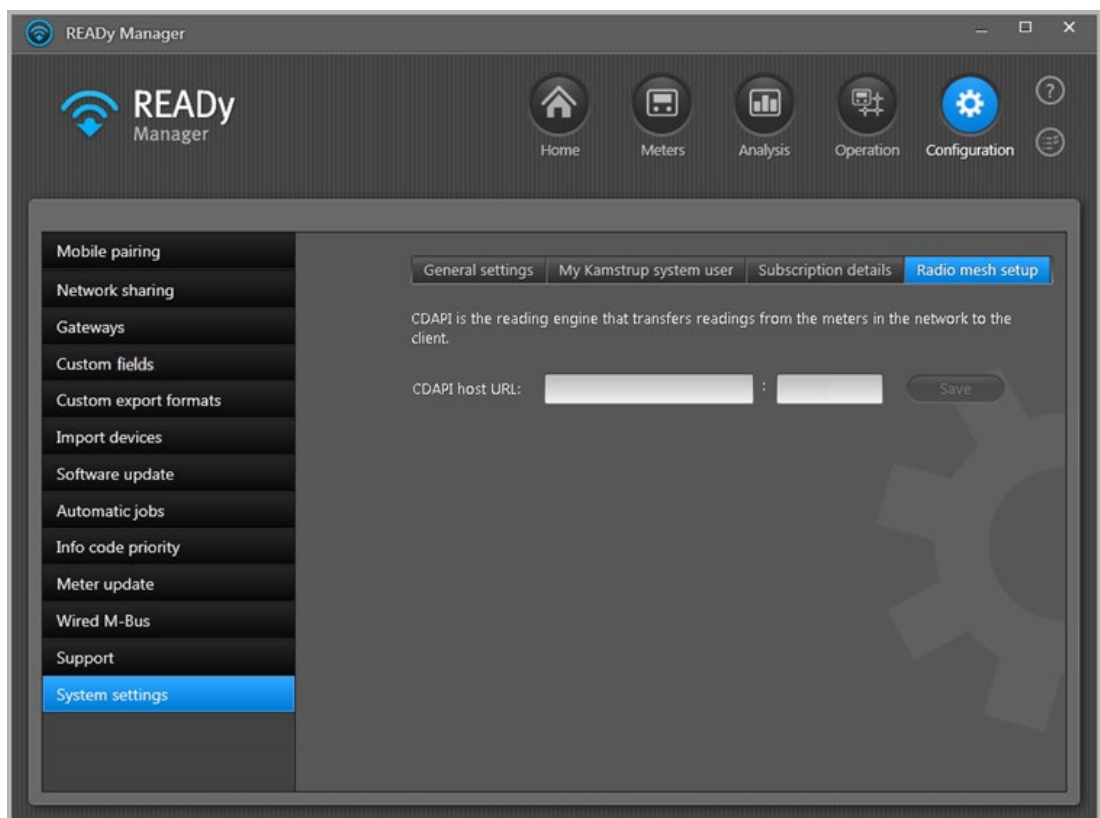 READy Manager
READy
Manager
?
Home
Meters
Analysis
Operation
Configuration
Mobile pairing
Network sharing
Gateways
Custom fields
Custom export formats
Import devices
Software update
Automatic jobs
Info code priority
Meter update
Wired M-Bus
Support
System settings
General settings
My Kamstrup system user
Subscription details
Radio mesh setup
CDAPI is the reading engine that transfers readings from the meters in the network to the
client.
CDAPI host URL:
:
Save